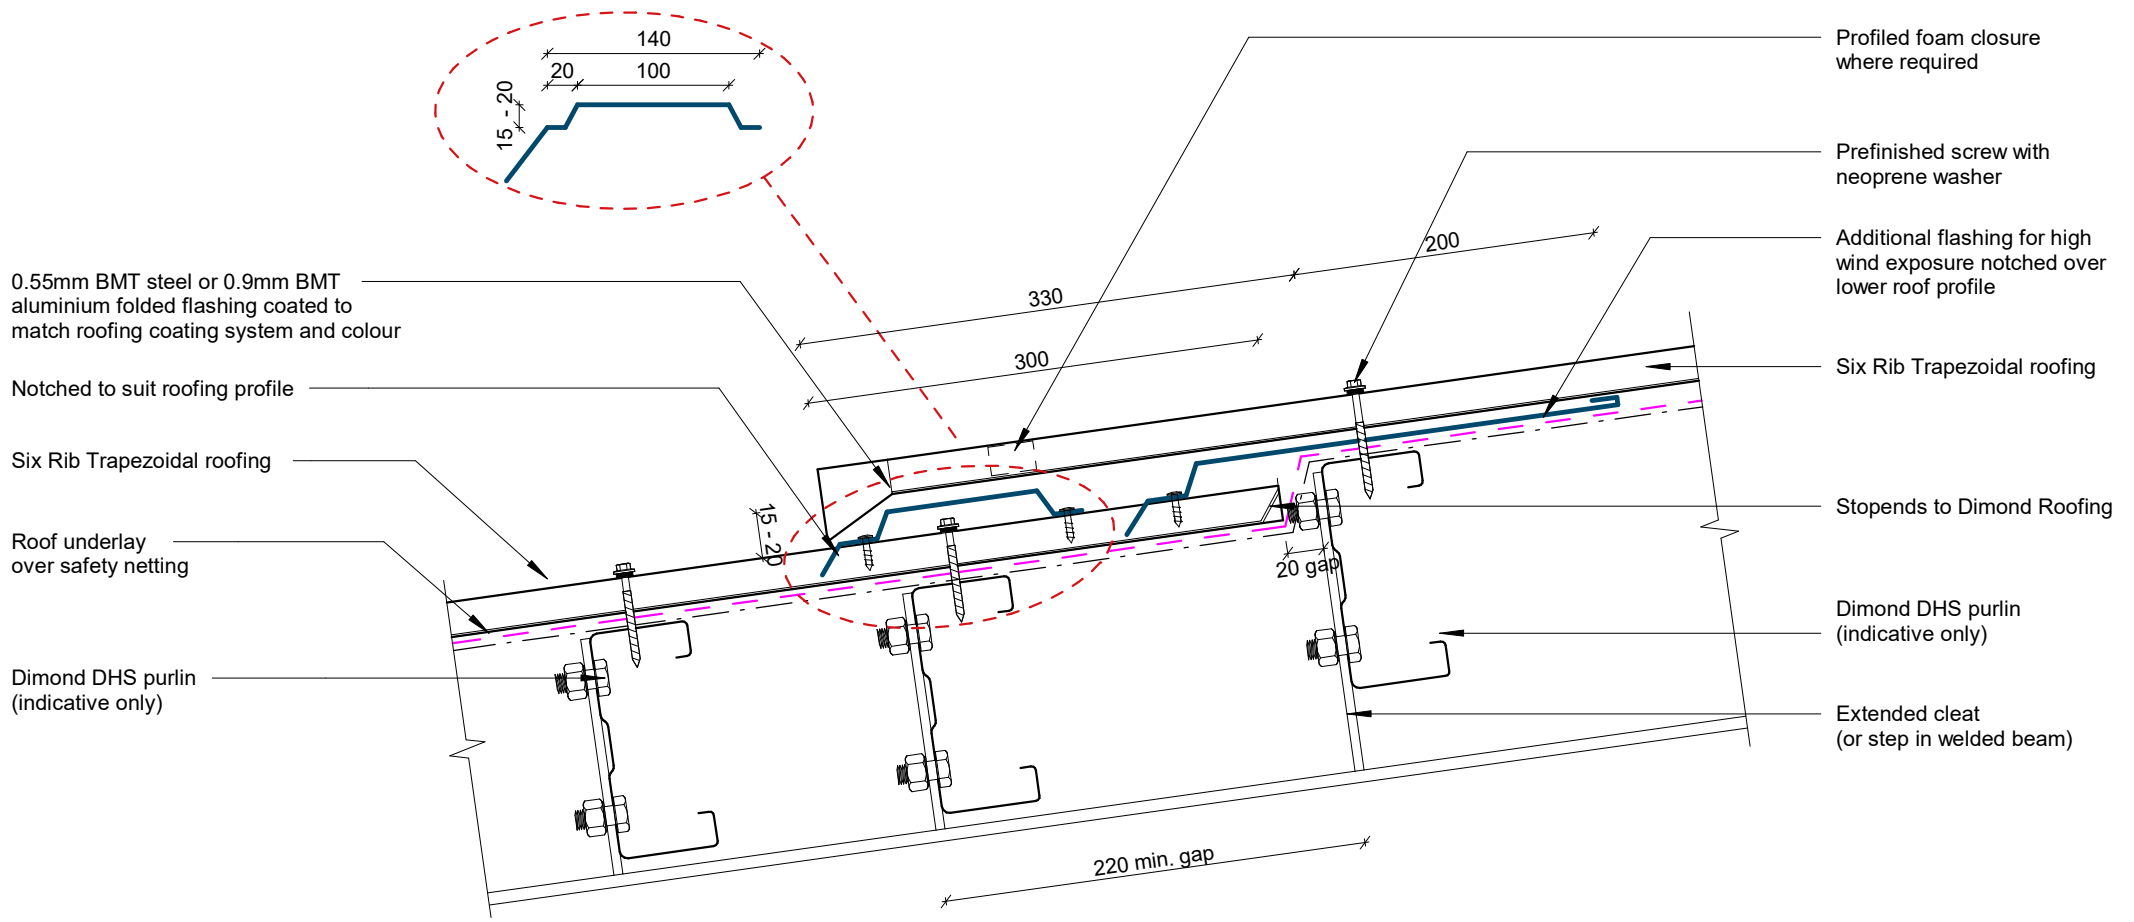 140
20
100
15 - 20
Profiled foam closure
where required
Prefinished screw with
neoprene washer
200
Additional flashing for high
wind exposure notched over
lower roof profile
0.55mm BMT steel or 0.9mm BMT
aluminium folded flashing coated to
match roofing coating system and colour
330
300
Six Rib Trapezoidal roofing
Notched to suit roofing profile
Six Rib Trapezoidal roofing
15 - 20
Stopends to Dimond Roofing
Roof underlay
over safety netting
20 gap
Dimond DHS purlin
(indicative only)
Dimond DHS purlin
(indicative only)
Extended cleat
(or step in welded beam)
220 min. gap